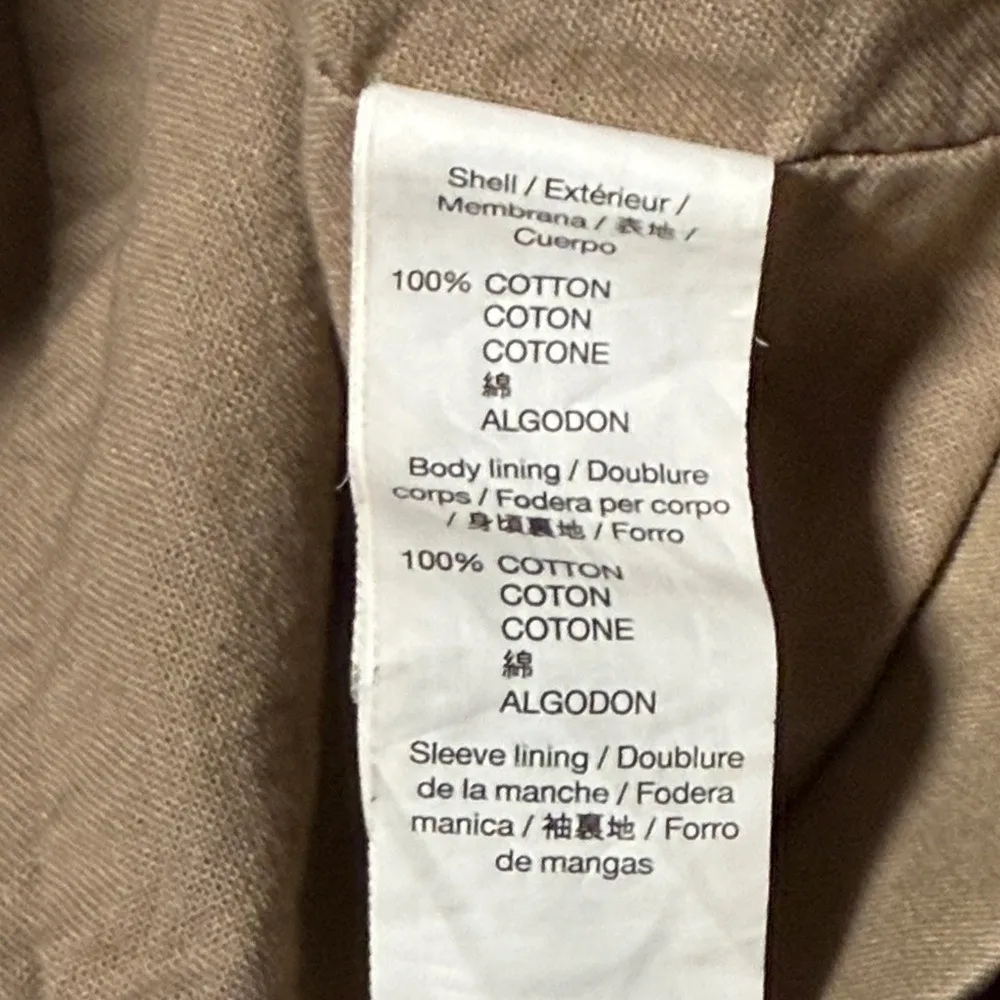 Shell / Extérieur /
Membrana / 表地 /
Cuerpo
100% COTTON
COTON
COTONE
綿
ALGODON
Body lining / Doublure
corps / Fodera per corpo
/ 身頃裏地 / Forro
100% COTTON
COTON
COTONE
綿
ALGODON
Sleeve lining / Doublure
de la manche / Fodera
manica / 袖裏地 / Forro
de mangas